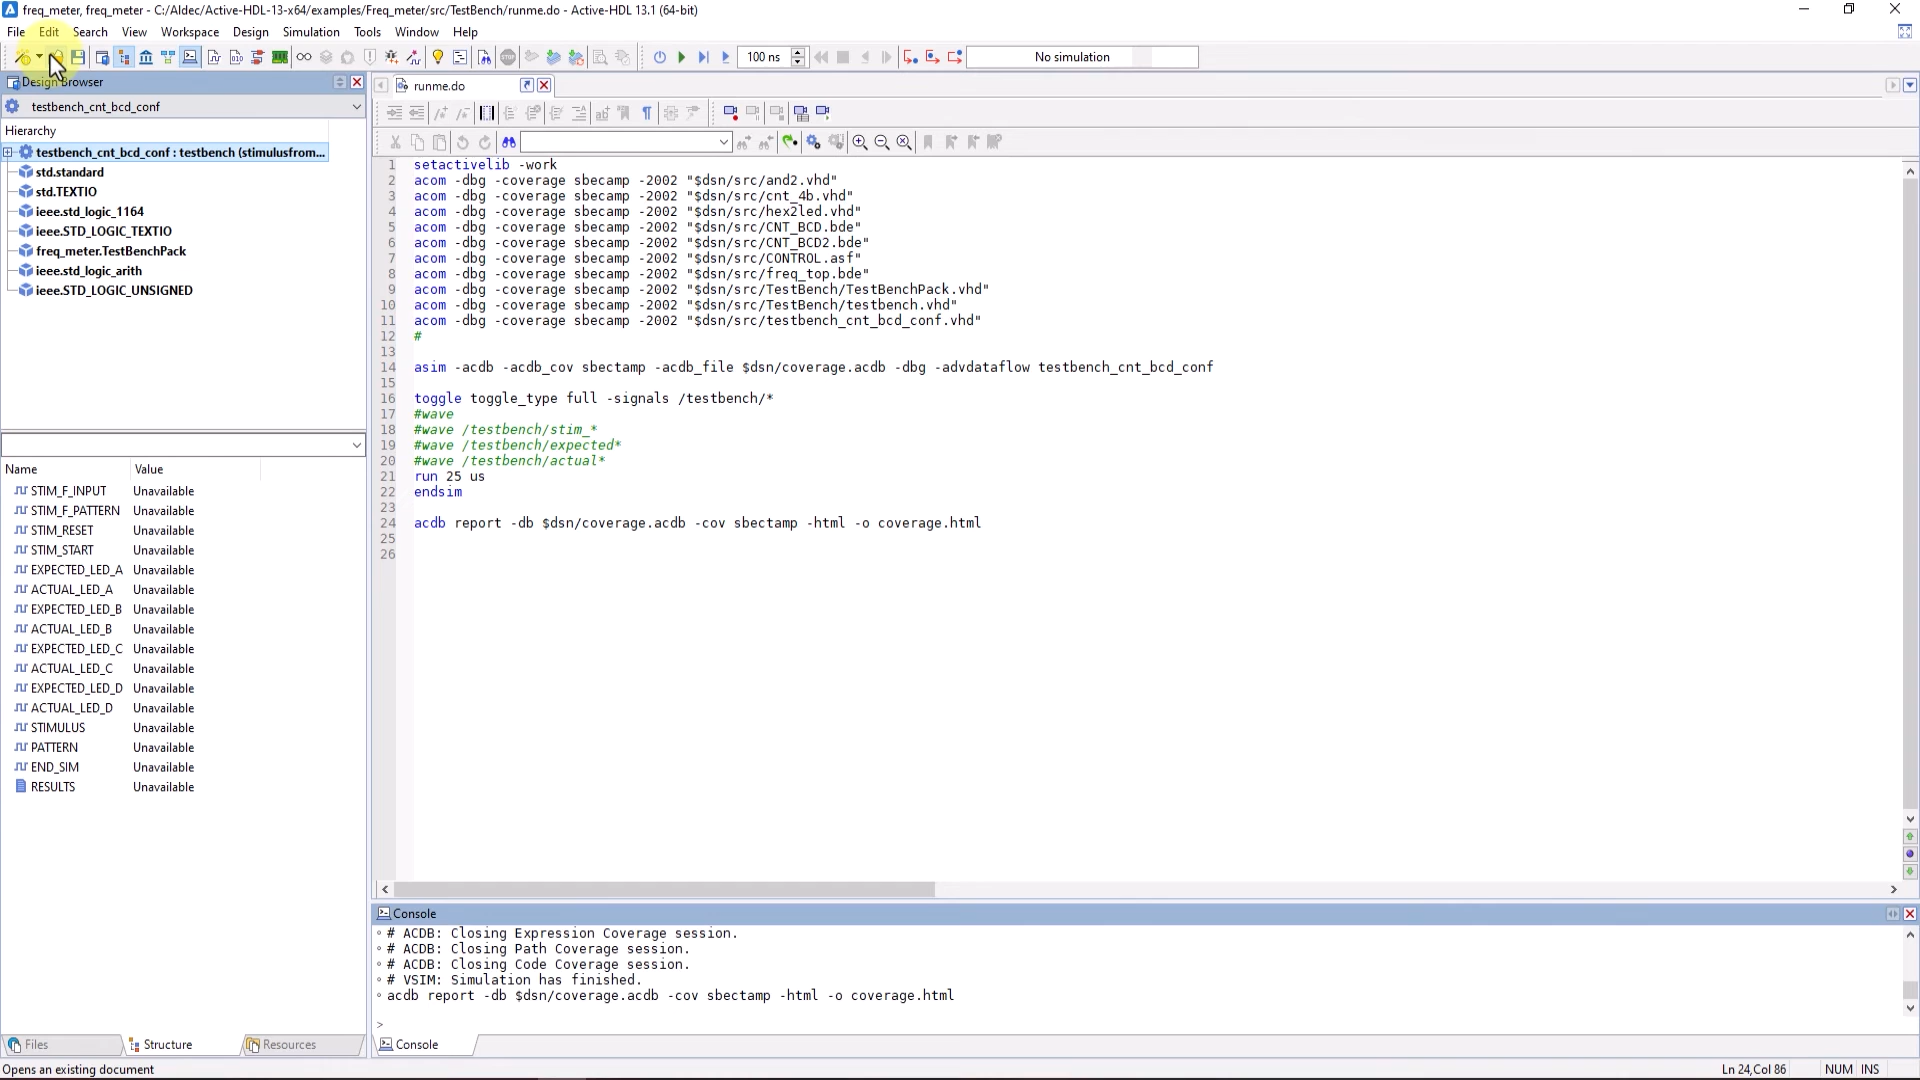 freq_meter, freq_meter - C:/Aldec/Active-HDL-13-x64/examples/Freq_meter/src/TestBench/runme.do - Active-HDL 13.1 (64-bit)
File Edit Search View Workspace Design Simulation Tools Window Help
100 ns No simulation
Design Browser
testbench_cnt_bcd_conf
Hierarchy
testbench_cnt_bcd_conf : testbench (stimulusfrom...
std.standard
std.TEXTIO
ieee.std_logic_1164
ieee.STD_LOGIC_TEXTIO
freq_meter.TestBenchPack
ieee.std_logic_arith
ieee.STD_LOGIC_UNSIGNED
Name Value
STIM_F_INPUT Unavailable
STIM_F_PATTERN Unavailable
STIM_RESET Unavailable
STIM_START Unavailable
EXPECTED_LED_A Unavailable
ACTUAL_LED_A Unavailable
EXPECTED_LED_B Unavailable
ACTUAL_LED_B Unavailable
EXPECTED_LED_C Unavailable
ACTUAL_LED_C Unavailable
EXPECTED_LED_D Unavailable
ACTUAL_LED_D Unavailable
STIMULUS Unavailable
PATTERN Unavailable
END_SIM Unavailable
RESULTS Unavailable
Files Structure Resources
runme.do
1 setactivelib -work
2 acom -dbg -coverage sbecamp -2002 "$dsn/src/and2.vhd"
3 acom -dbg -coverage sbecamp -2002 "$dsn/src/cnt_4b.vhd"
4 acom -dbg -coverage sbecamp -2002 "$dsn/src/hex2led.vhd"
5 acom -dbg -coverage sbecamp -2002 "$dsn/src/CNT_BCD.bde"
6 acom -dbg -coverage sbecamp -2002 "$dsn/src/CNT_BCD2.bde"
7 acom -dbg -coverage sbecamp -2002 "$dsn/src/CONTROL.asf"
8 acom -dbg -coverage sbecamp -2002 "$dsn/src/freq_top.bde"
9 acom -dbg -coverage sbecamp -2002 "$dsn/src/TestBench/TestBenchPack.vhd"
10 acom -dbg -coverage sbecamp -2002 "$dsn/src/TestBench/testbench.vhd"
11 acom -dbg -coverage sbecamp -2002 "$dsn/src/testbench_cnt_bcd_conf.vhd"
12 #
13
14 asim -acdb -acdb_cov sbectamp -acdb_file $dsn/coverage.acdb -dbg -advdataflow testbench_cnt_bcd_conf
15
16 toggle toggle_type full -signals /testbench/*
17 #wave
18 #wave /testbench/stim_*
19 #wave /testbench/expected*
20 #wave /testbench/actual*
21 run 25 us
22 endsim
23
24 acdb report -db $dsn/coverage.acdb -cov sbectamp -html -o coverage.html
25
26
Console
# ACDB: Closing Expression Coverage session.
# ACDB: Closing Path Coverage session.
# ACDB: Closing Code Coverage session.
# VSIM: Simulation has finished.
acdb report -db $dsn/coverage.acdb -cov sbectamp -html -o coverage.html
>
Console
Opens an existing document
Ln 24,Col 86 NUM INS